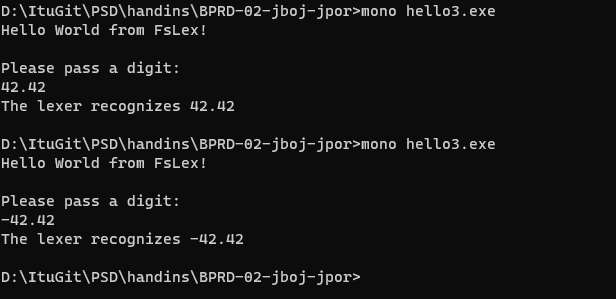 D:\ItuGit\PSD\handins\BPRD-02-jboj-jpor>mono hello3.exe
Hello World from FsLex!
Please pass a digit:
42.42
The lexer recognizes 42.42
D:\ItuGit\PSD\handins\BPRD-02-jboj-jpor>mono hello3.exe
Hello World from FsLex!
Please pass a digit:
-42.42
The lexer recognizes -42.42
D:\ItuGit\PSD\handins\BPRD-02-jboj-jpor>